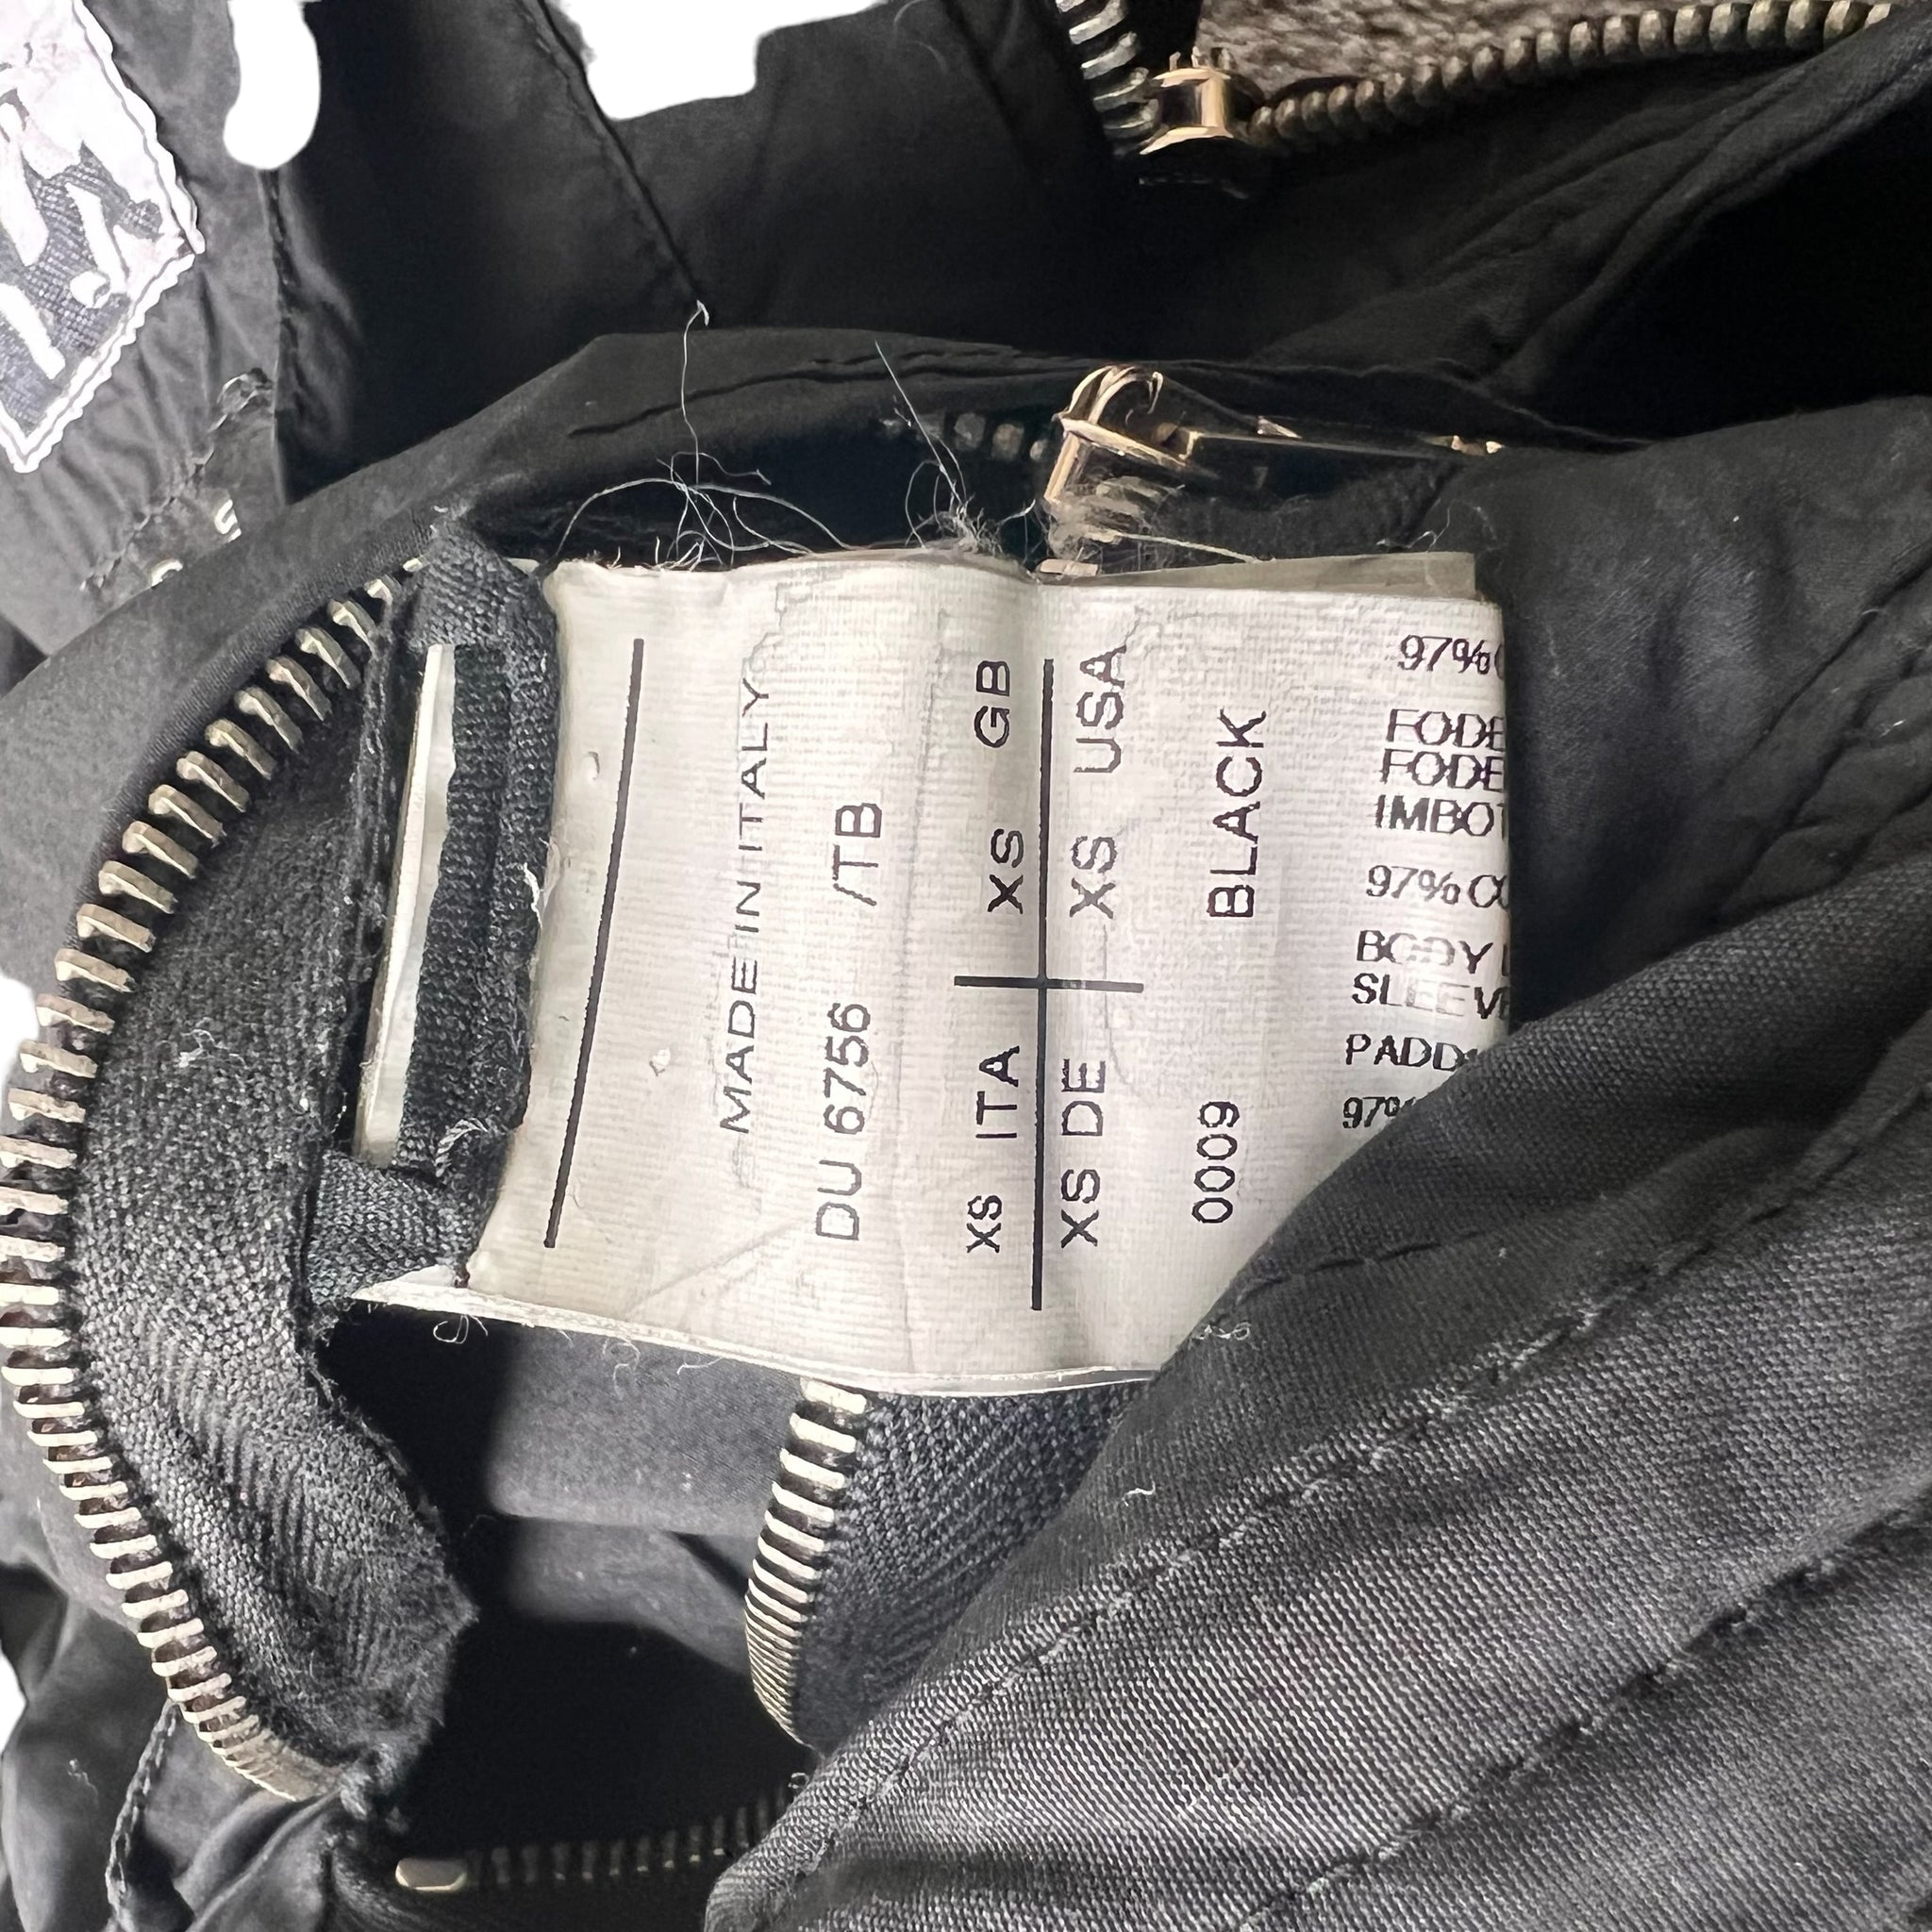 MADE IN ITALY
DU 6756 /TB
XS ITA XS GB
XS DE XS USA
0009 BLACK
97%
FODE
FODE
IMBOT
97% CO
BODY L
SLEEVE
PADD
97%